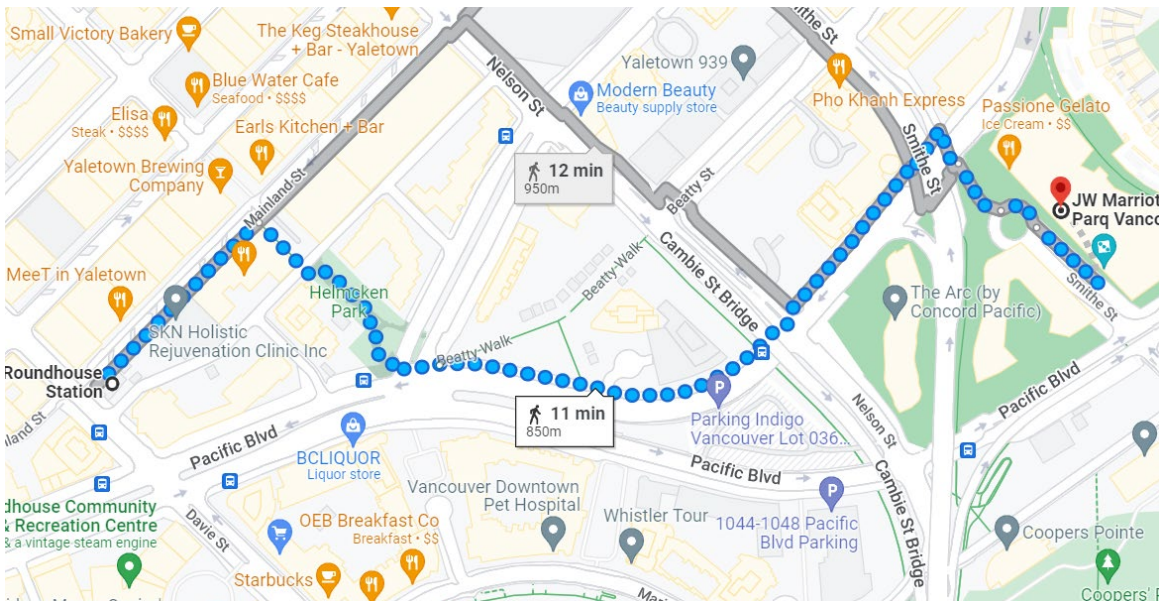 Small Victory Bakery
The Keg Steakhouse
+ Bar - Yaletown
Smithe St
Nelson St
Yaletown 939
Blue Water Cafe
Seafood • $$$$
Modern Beauty
Beauty supply store
Pho Khanh Express
Passione Gelato
Ice Cream • $$
Elisa
Steak • $$$$
Earls Kitchen + Bar
Yaletown Brewing
Company
Mainland St
12 min
950m
Beatty St
Smithe St
JW Marriot
Parq Vanco
MeeT in Yaletown
Helmcken
Park
Beatty Walk
Cambie St Bridge
Smithe St
The Arc (by
Concord Pacific)
SKN Holistic
Rejuvenation Clinic Inc
Beatty Walk
Roundhouse
Station
11 min
850m
Parking Indigo
Vancouver Lot 036...
Nelson St
Pacific Blvd
Pacific Blvd
BCLIQUOR
Liquor store
Pacific Blvd
Cambie St Bridge
Vancouver Downtown
Pet Hospital
Whistler Tour
1044-1048 Pacific
Blvd Parking
Coopers Pointe
dhouse Community
& Recreation Centre
& a vintage steam engine
Davie St
OEB Breakfast Co
Breakfast • $$
Starbucks